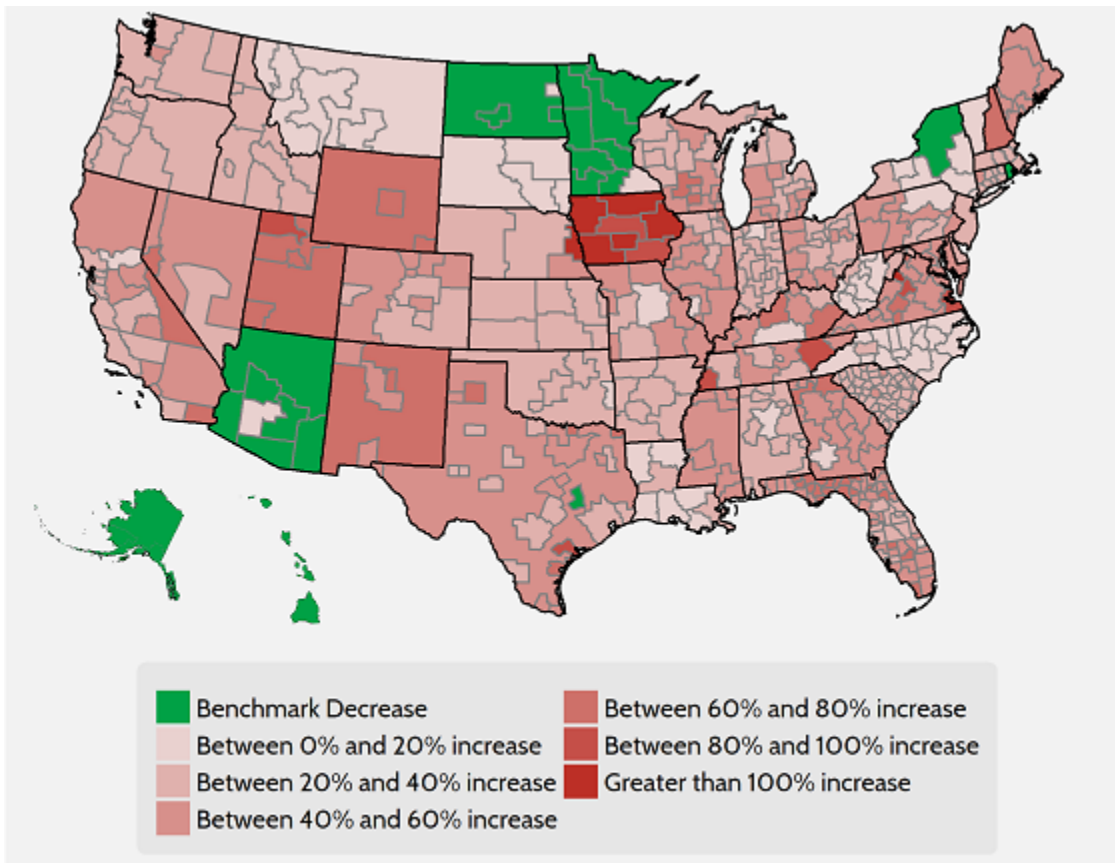 Benchmark Decrease
Between 0% and 20% increase
Between 20% and 40% increase
Between 40% and 60% increase
Between 60% and 80% increase
Between 80% and 100% increase
Greater than 100% increase